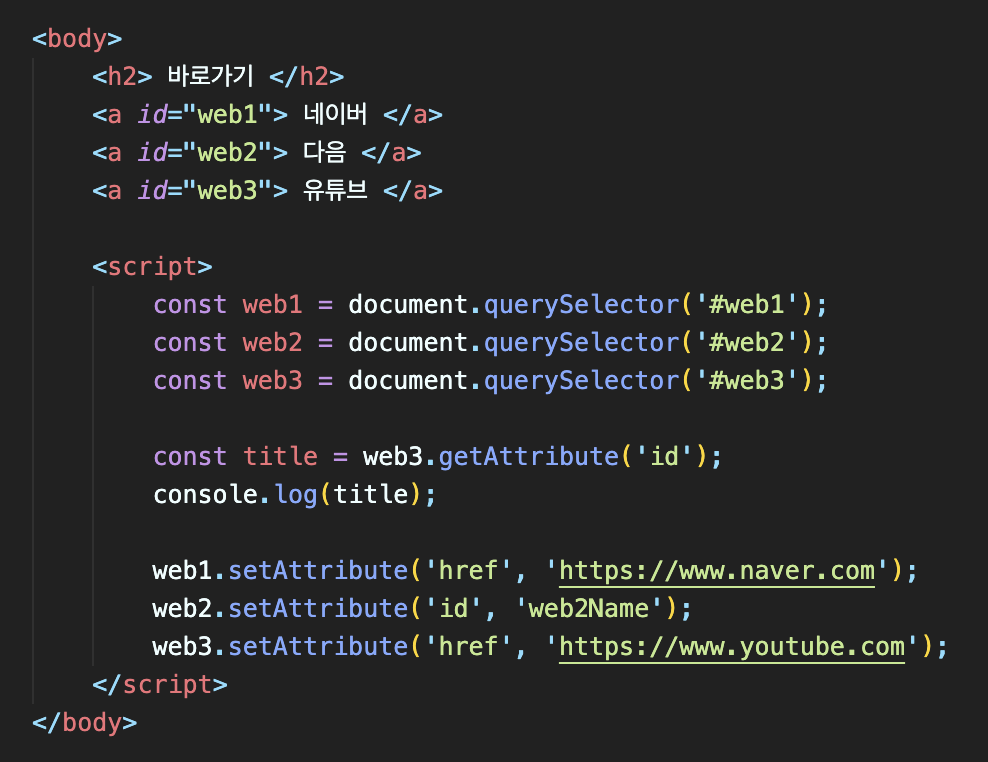 <body>
<h2> 바로가기 </h2>
<a id="web1"> 네이버 </a>
<a id="web2"> 다음 </a>
<a id="web3"> 유튜브 </a>
<script>
const web1 = document.querySelector('#web1');
const web2 = document.querySelector('#web2');
const web3 = document.querySelector('#web3');
const title = web3.getAttribute('id');
console.log(title);
web1.setAttribute('href', 'https://www.naver.com');
web2.setAttribute('id', 'web2Name');
web3.setAttribute('href', 'https://www.youtube.com');
</script>
</body>